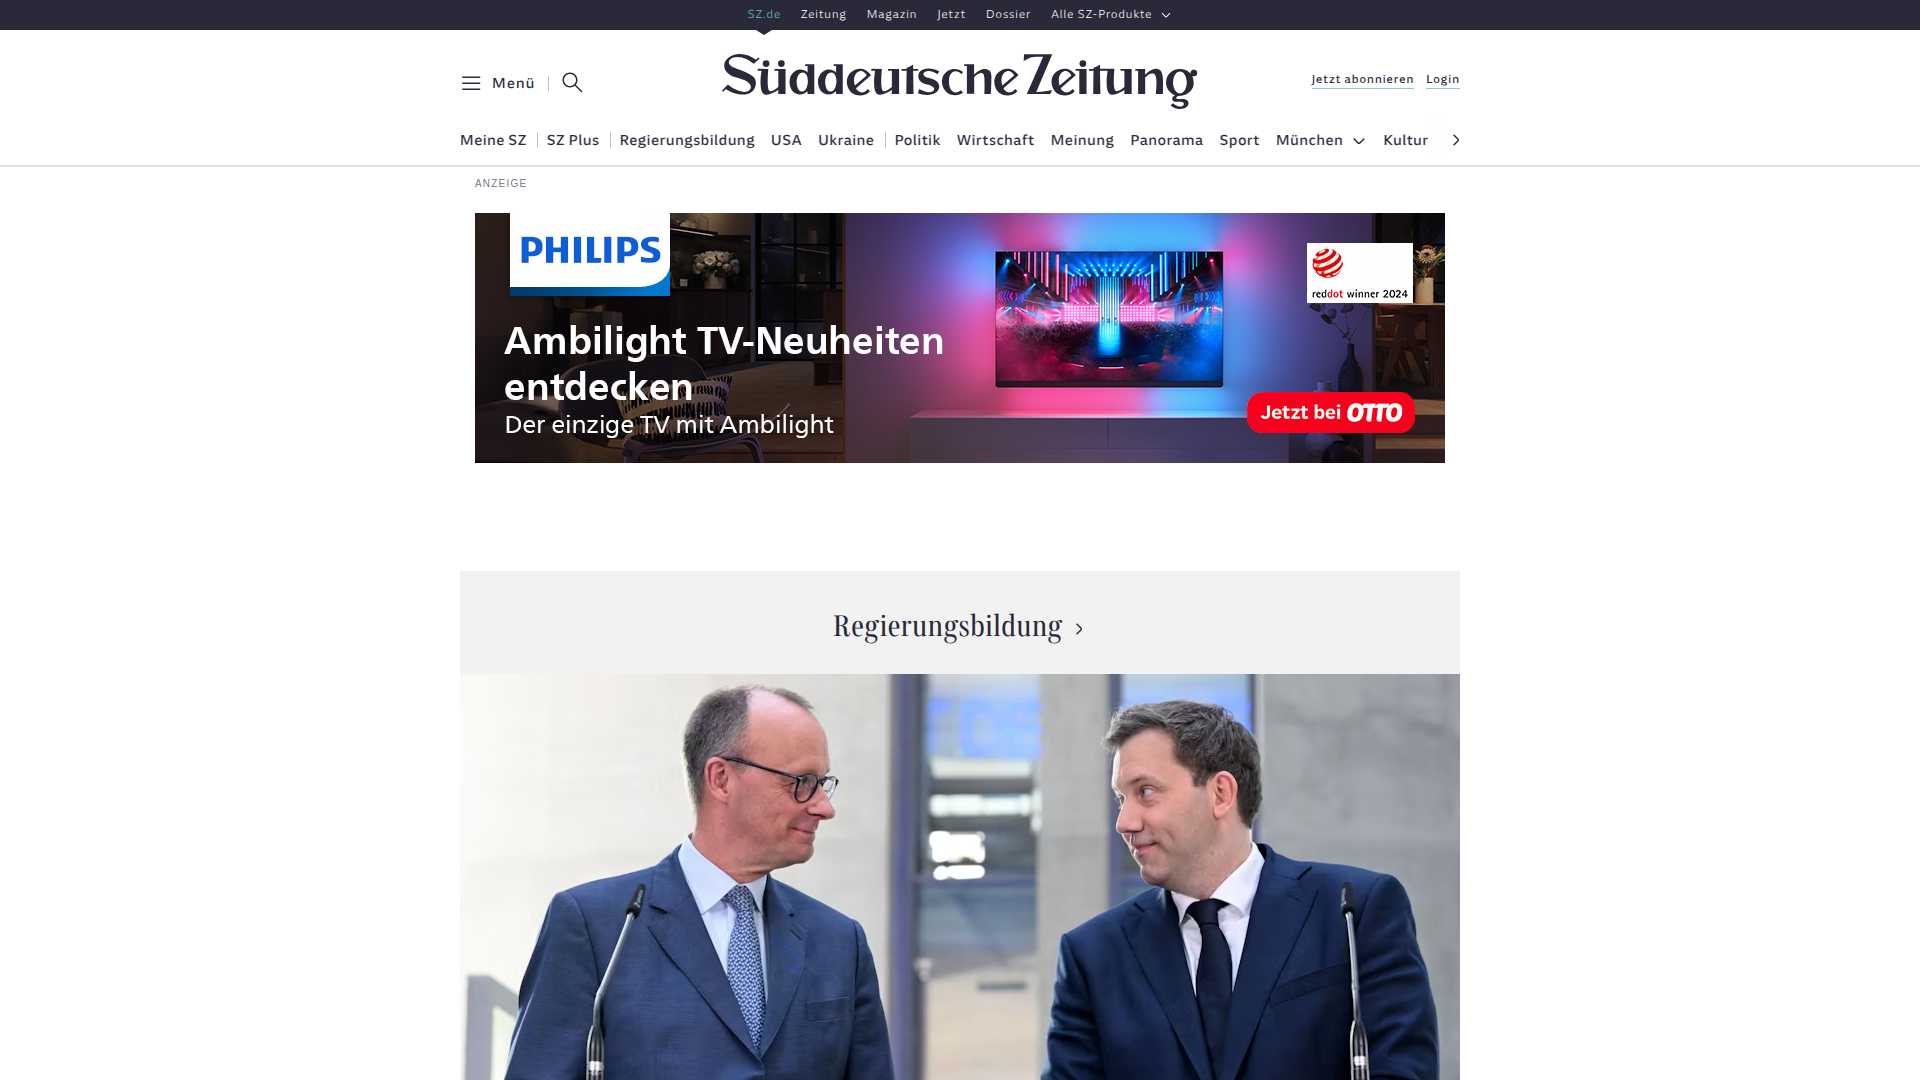 SZ.de Zeitung Magazin Jetzt Dossier Alle SZ-Produkte
Menü
Süddeutsche Zeitung
Jetzt abonnieren Login
Meine SZ SZ Plus Regierungsbildung USA Ukraine Politik Wirtschaft Meinung Panorama Sport München Kultur
ANZEIGE
PHILIPS
reddot winner 2024
Ambilight TV-Neuheiten
entdecken
Der einzige TV mit Ambilight
Jetzt bei OTTO
Regierungsbildung